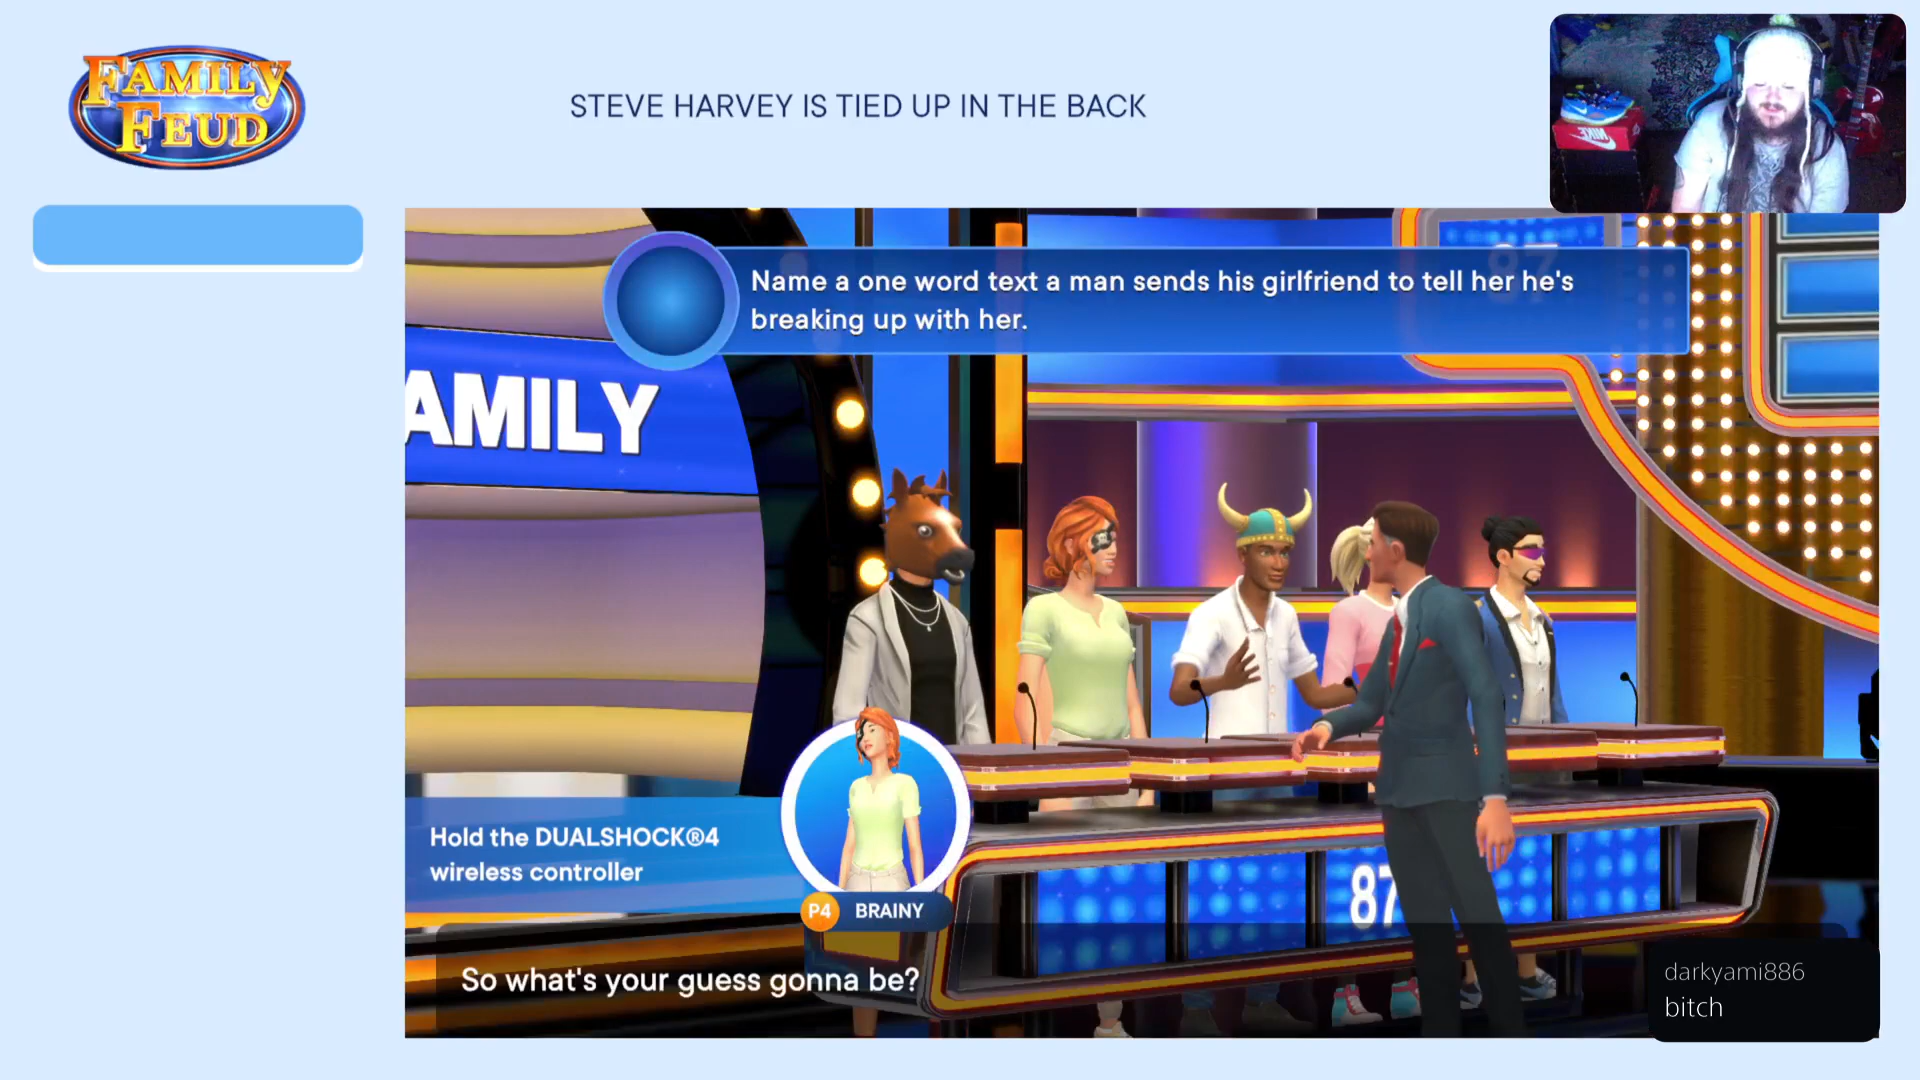 FAMILY
FEUD
STEVE HARVEY IS TIED UP IN THE BACK
NIKE
87
Name a one word text a man sends his girlfriend to tell her he's
breaking up with her.
AMILY
Hold the DUALSHOCK®4
wireless controller
P4 BRAINY
87
So what's your guess gonna be?
darkyami886
bitch